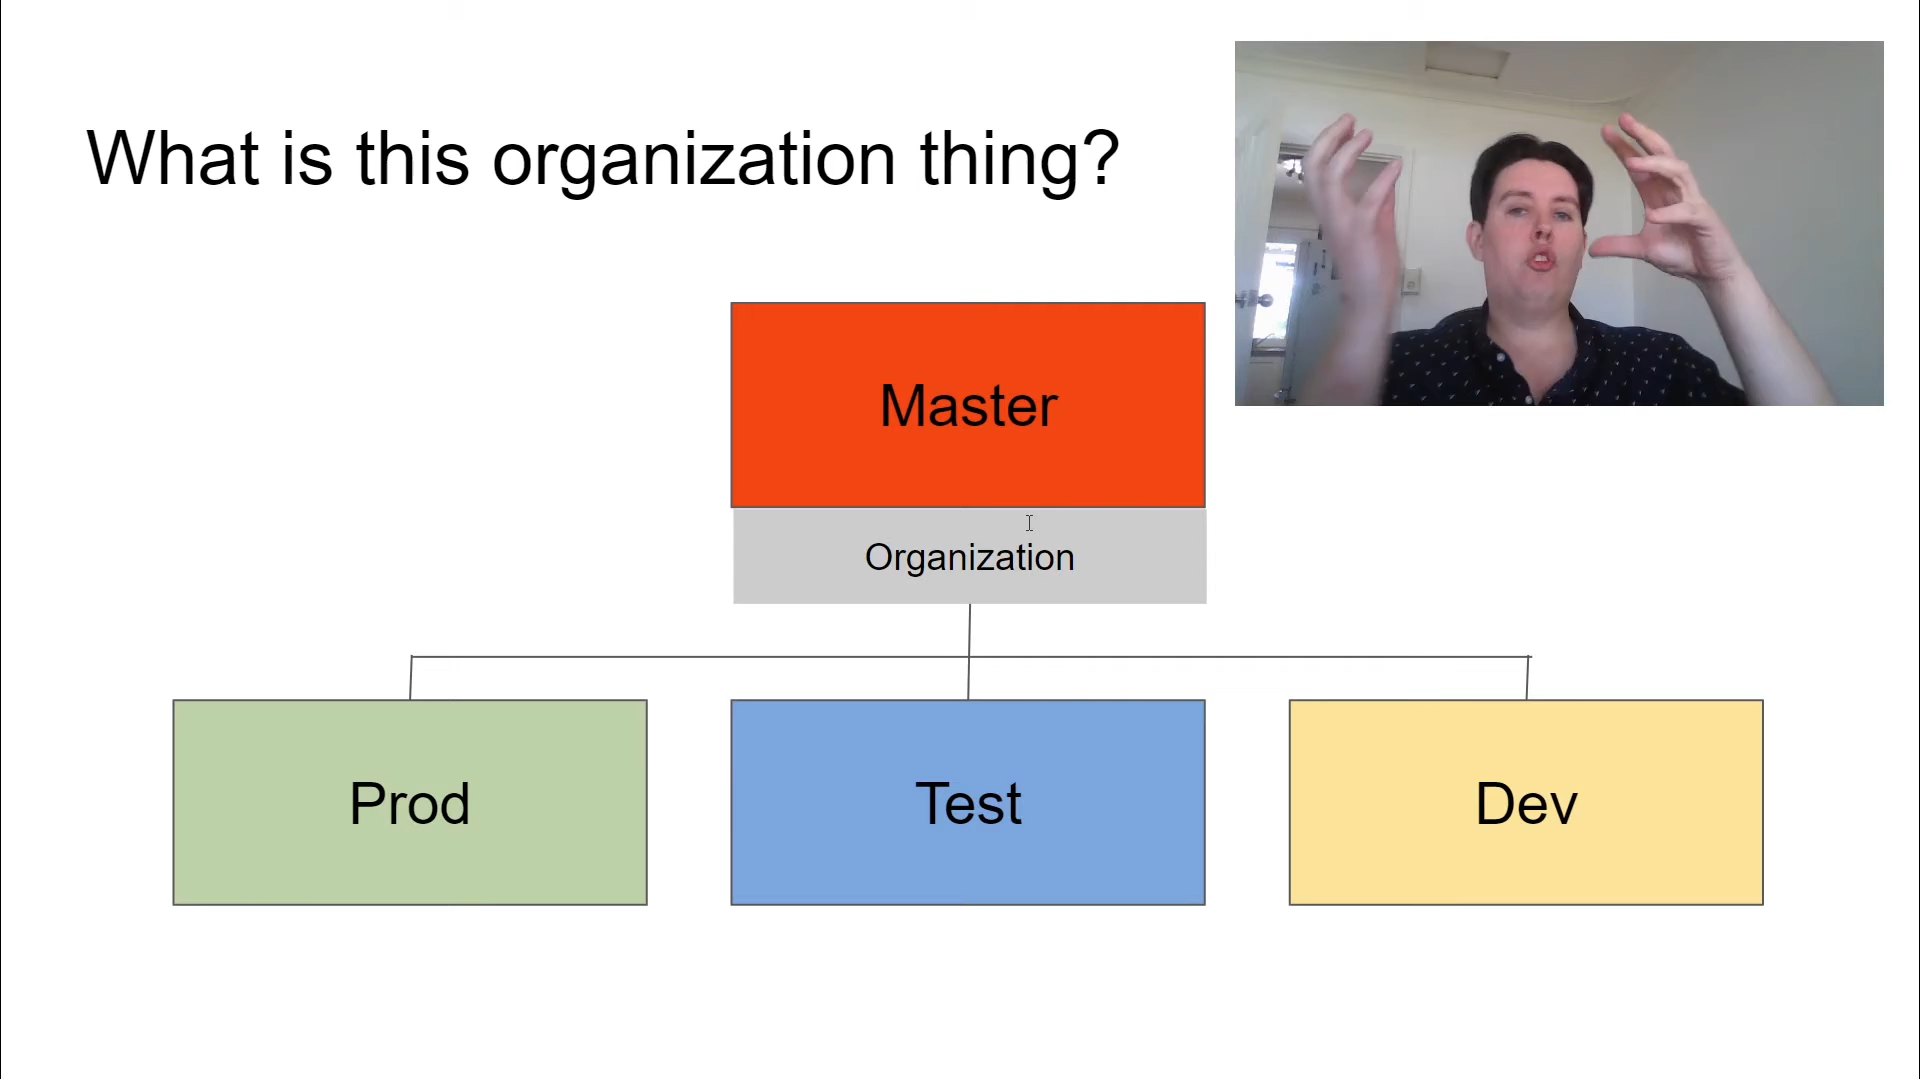 What is this organization thing?
Master
Organization
Prod
Test
Dev